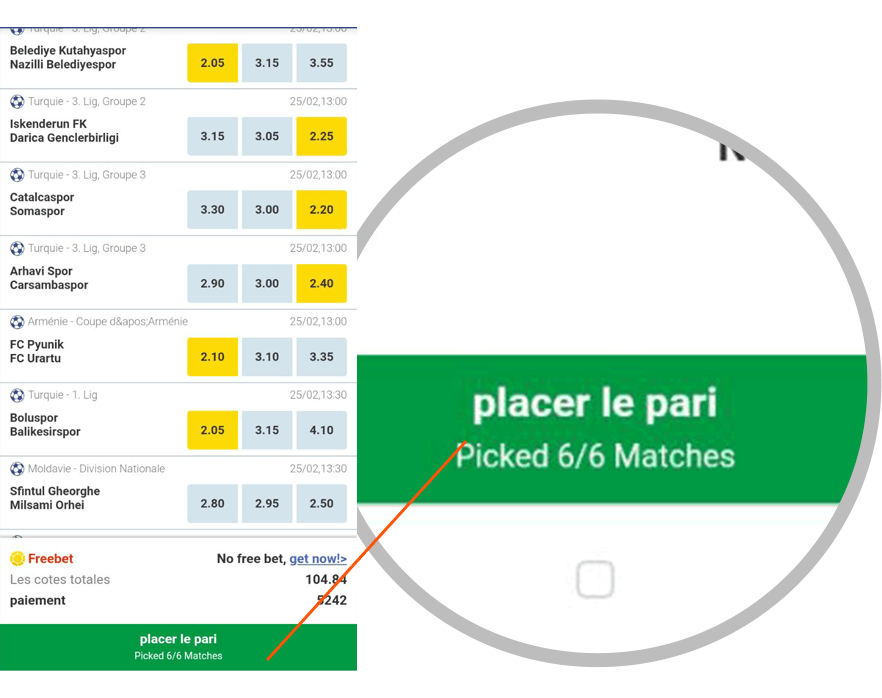 Turquie - 3. Lig, Groupe 2 25/02,13:00
Belediye Kutahyaspor
Nazilli Belediyespor
2.05 3.15 3.55
Turquie - 3. Lig, Groupe 2 25/02,13:00
Iskenderun FK
Darica Genclerbirligi
3.15 3.05 2.25
Turquie - 3. Lig, Groupe 3 25/02,13:00
Catalcaspor
Somaspor
3.30 3.00 2.20
Turquie - 3. Lig, Groupe 3 25/02,13:00
Arhavi Spor
Carsambaspor
2.90 3.00 2.40
Arménie - Coupe d&apos;Arménie 25/02,13:00
FC Pyunik
FC Urartu
2.10 3.10 3.35
Turquie - 1. Lig 25/02,13:30
Boluspor
Balikesirspor
2.05 3.15 4.10
Moldavie - Division Nationale 25/02,13:30
Sfintul Gheorghe
Milsami Orhei
2.80 2.95 2.50
Freebet No free bet, get now!>
Les cotes totales 104.84
paiement 5242
placer le pari
Picked 6/6 Matches
placer le pari
Picked 6/6 Matches